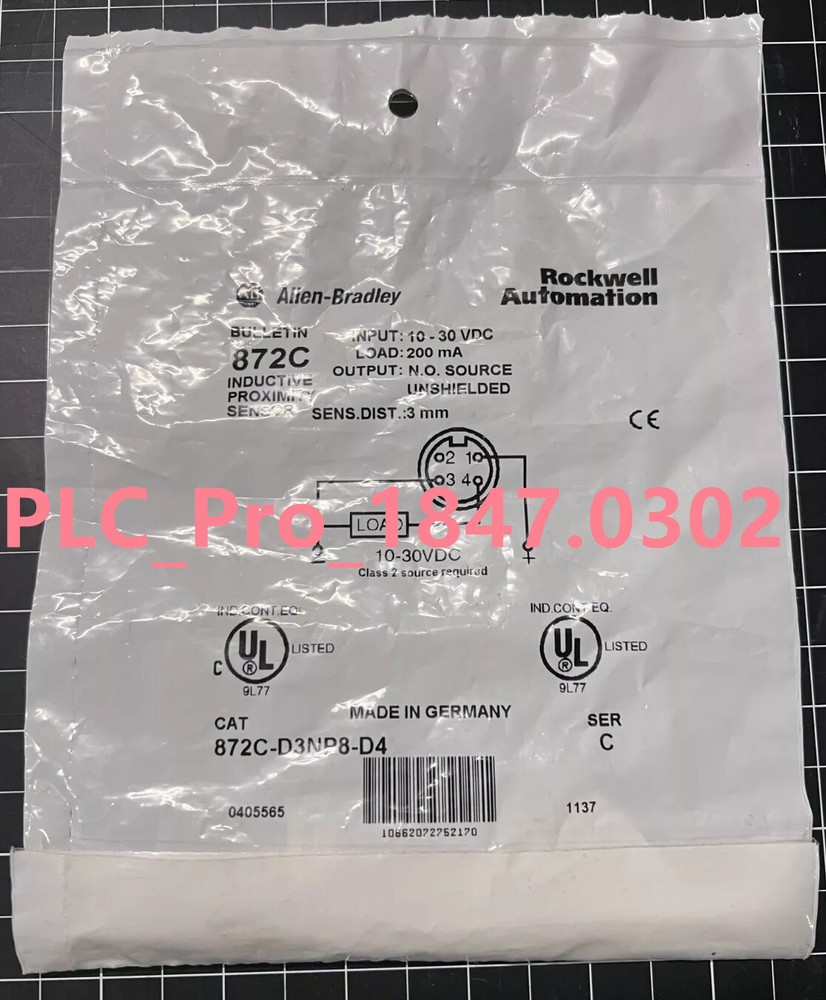 Allen-Bradley
Rockwell
Automation
BULLETIN
872C
INDUCTIVE
PROXIMITY
SENSOR
INPUT: 10 - 30 VDC
LOAD: 200 mA
OUTPUT: N.O. SOURCE
UNSHIELDED
SENS.DIST.:3 mm
CE
2 1
3 4
PLC_Pro_1847.0302
LOAD
- +
10-30VDC
Class 2 source required
IND.CONT.EQ.
C UL ® LISTED
9L77
IND.CONT.EQ.
UL ® LISTED
9L77
MADE IN GERMANY
CAT
872C-D3NP8-D4
SER
C
0405565
10662072752170
1137